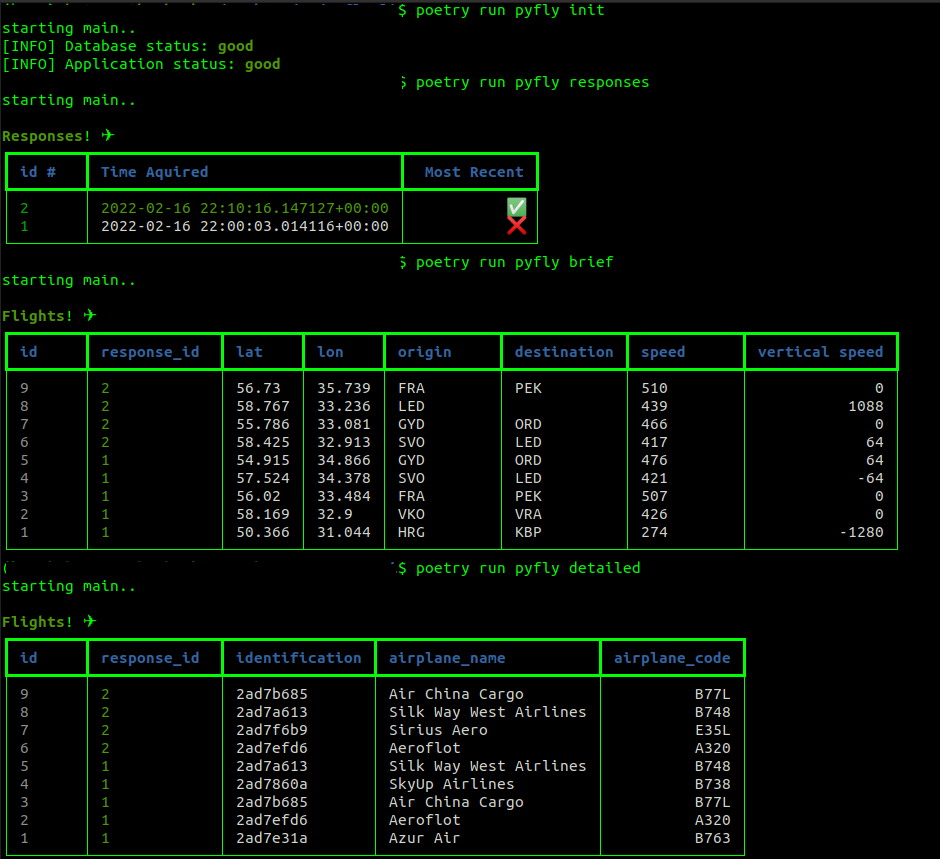 $ poetry run pyfly init
starting main..
[INFO] Database status: good
[INFO] Application status: good
$ poetry run pyfly responses
starting main..
Responses! ✈
id # Time Aquired Most Recent
2 2022-02-16 22:10:16.147127+00:00 ✅
1 2022-02-16 22:00:03.014116+00:00 ❌
$ poetry run pyfly brief
starting main..
Flights! ✈
id response_id lat lon origin destination speed vertical speed
9 2 56.73 35.739 FRA PEK 510 0
8 2 58.767 33.236 LED 439 1088
7 2 55.786 33.081 GYD ORD 466 0
6 2 58.425 32.913 SVO LED 417 64
5 1 54.915 34.866 GYD ORD 476 64
4 1 57.524 34.378 SVO LED 421 -64
3 1 56.02 33.484 FRA PEK 507 0
2 1 58.169 32.9 VKO VRA 426 0
1 1 50.366 31.044 HRG KBP 274 -1280
$ poetry run pyfly detailed
starting main..
Flights! ✈
id response_id identification airplane_name airplane_code
9 2 2ad7b685 Air China Cargo B77L
8 2 2ad7a613 Silk Way West Airlines B748
7 2 2ad7f6b9 Sirius Aero E35L
6 2 2ad7efd6 Aeroflot A320
5 1 2ad7a613 Silk Way West Airlines B748
4 1 2ad7860a SkyUp Airlines B738
3 1 2ad7b685 Air China Cargo B77L
2 1 2ad7efd6 Aeroflot A320
1 1 2ad7e31a Azur Air B763